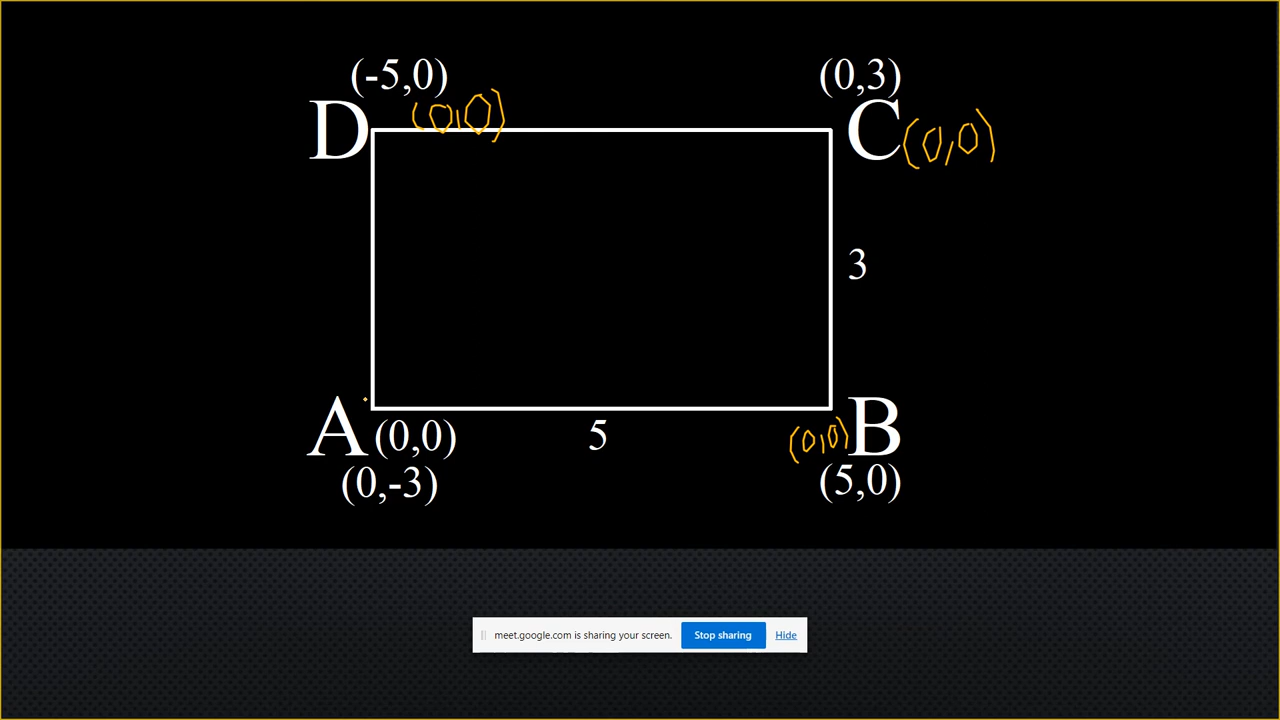 (-5,0)
(0,3)
D
(0,0)
C
(0,0)
3
A
(0,0)
5
(0,0)
B
(0,-3)
(5,0)
meet.google.com is sharing your screen.
Stop sharing
Hide